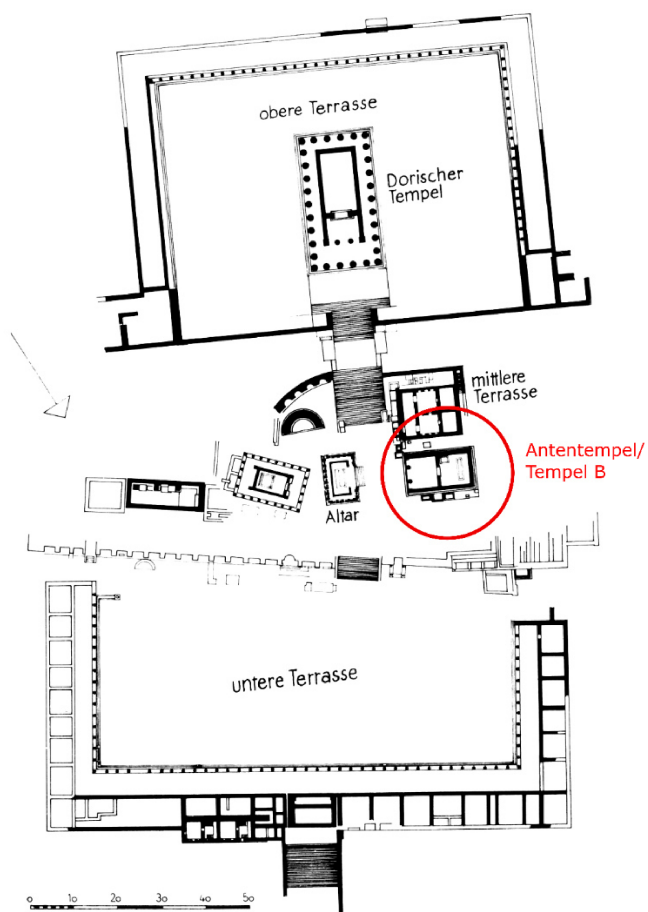 obere Terrasse
Dorischer
Tempel
mittlere
Terrasse
Antentempel/
Tempel B
Altar
untere Terrasse
0 10 20 30 40 50